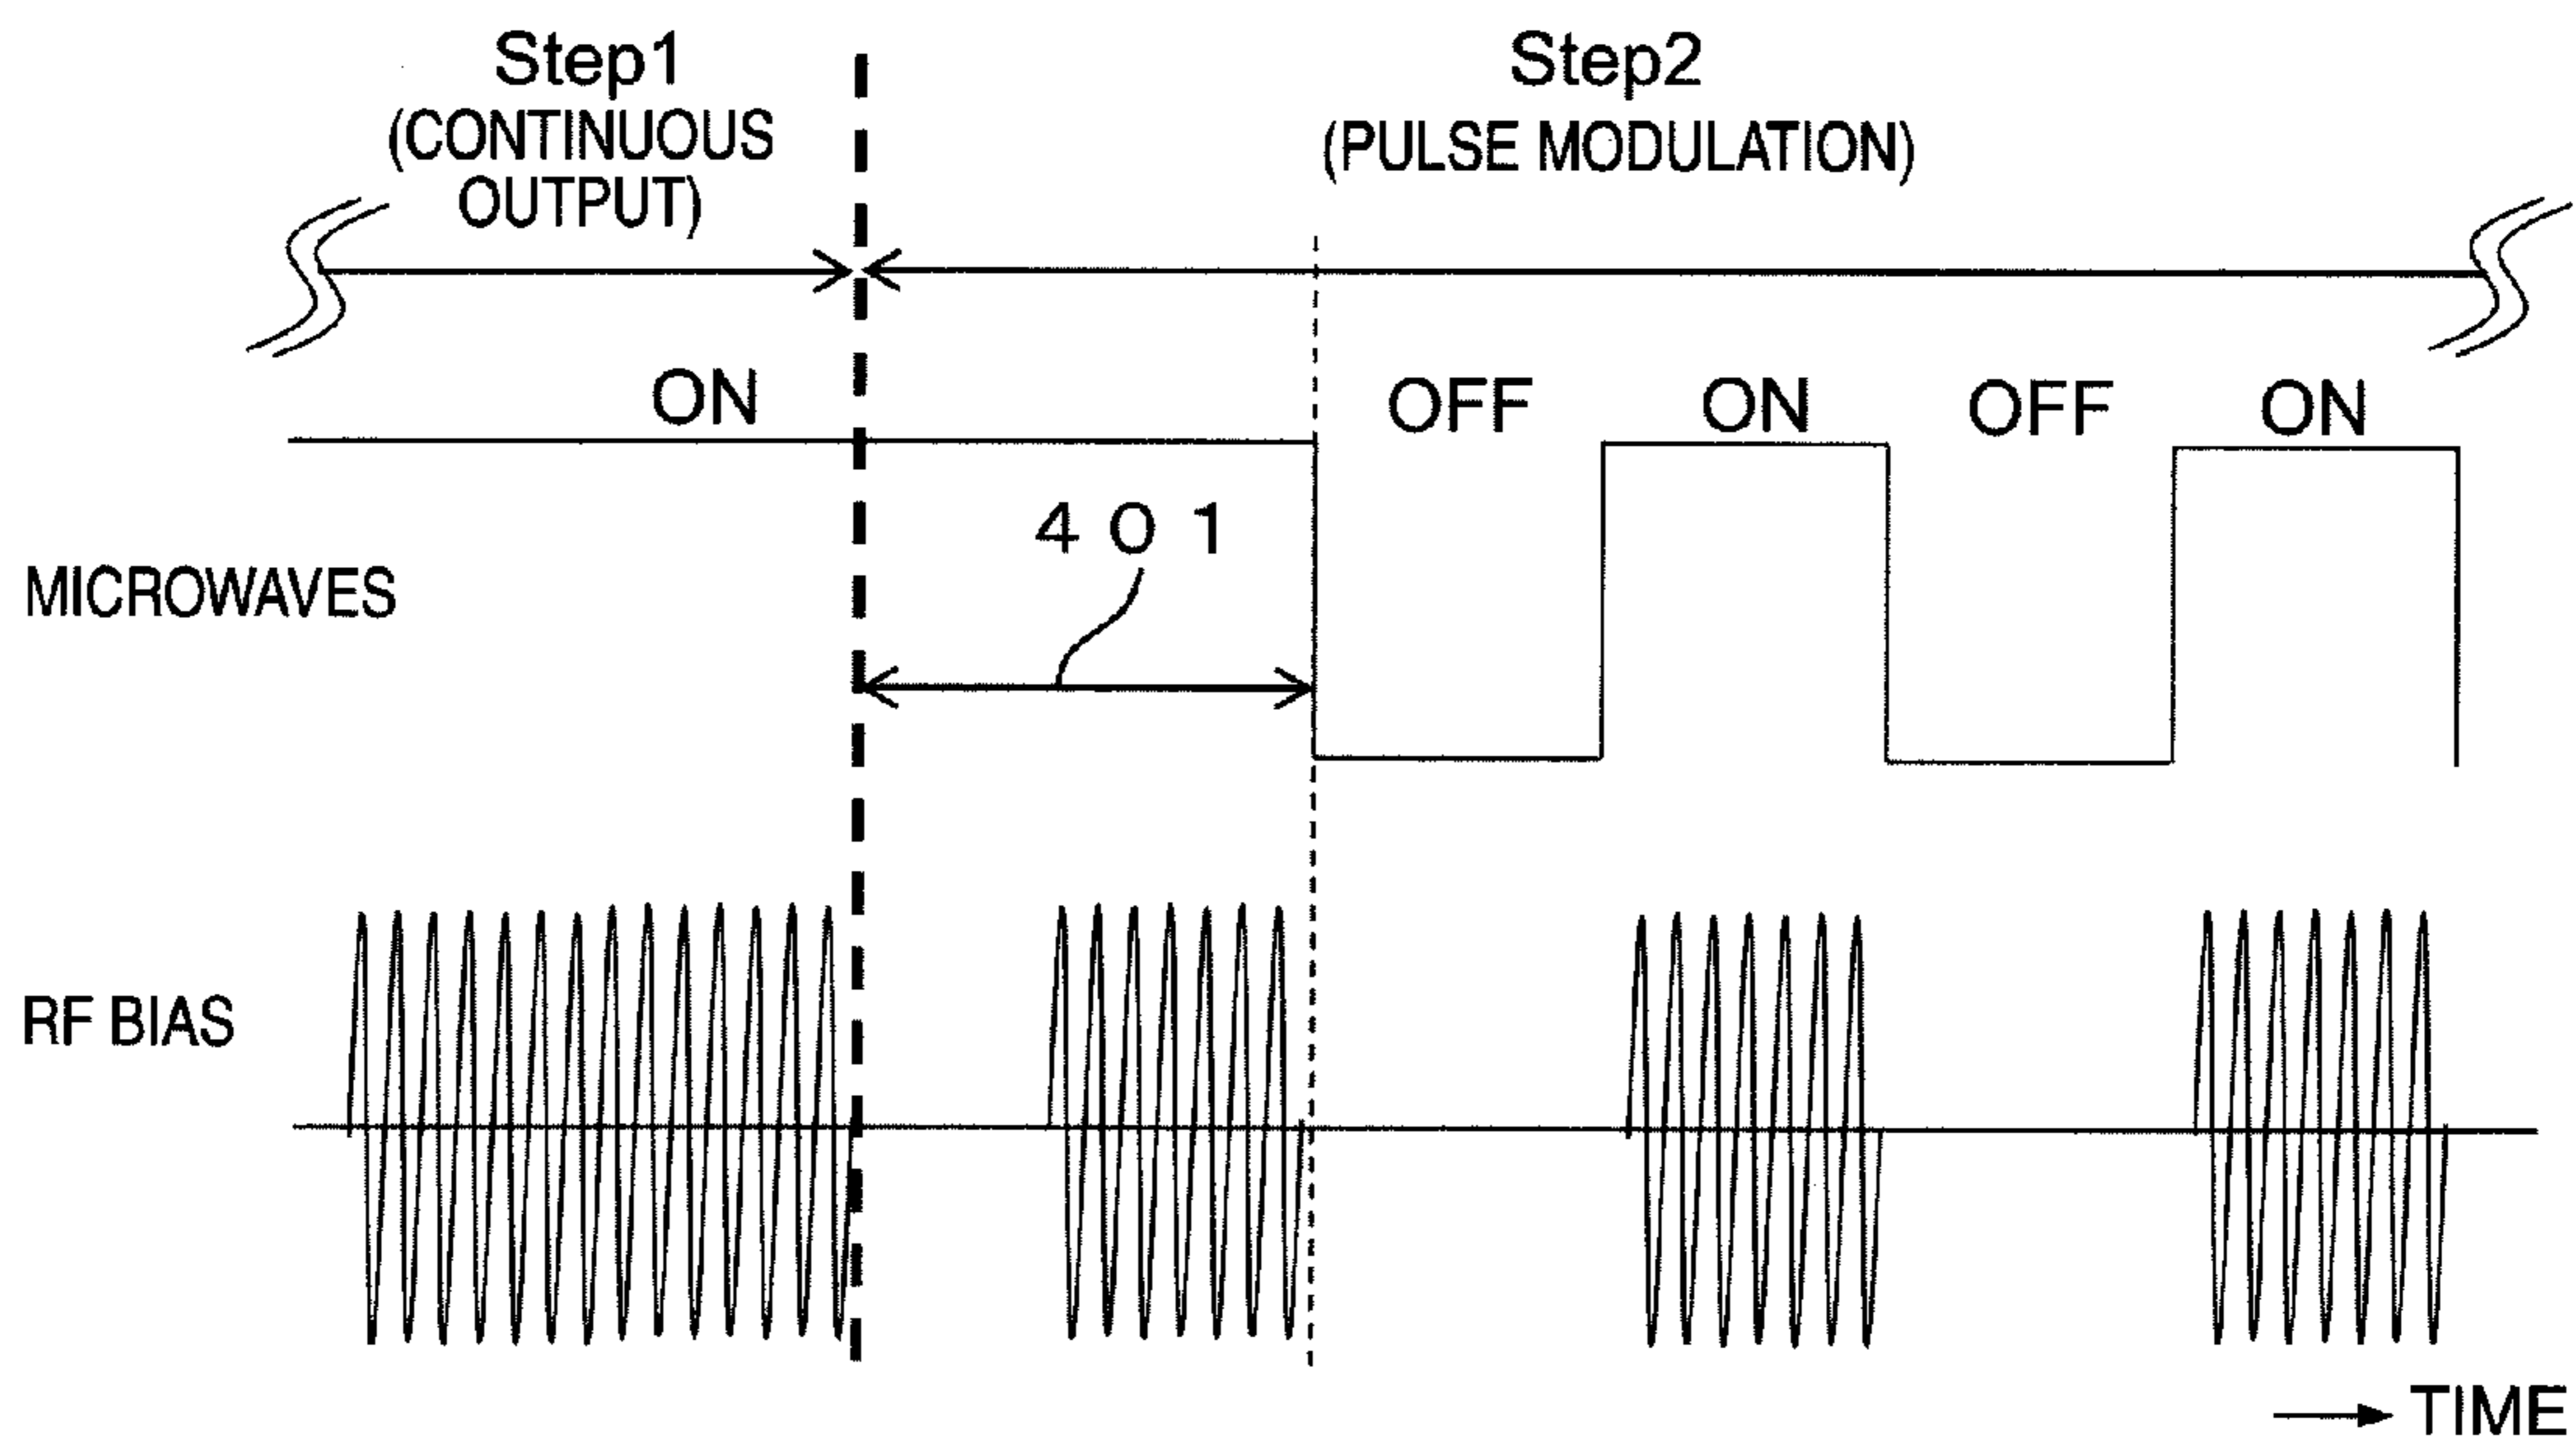 Step1
(CONTINUOUS
OUTPUT)
Step2
(PULSE MODULATION)
ON
OFF
ON
OFF
ON
401
MICROWAVES
RF BIAS
TIME